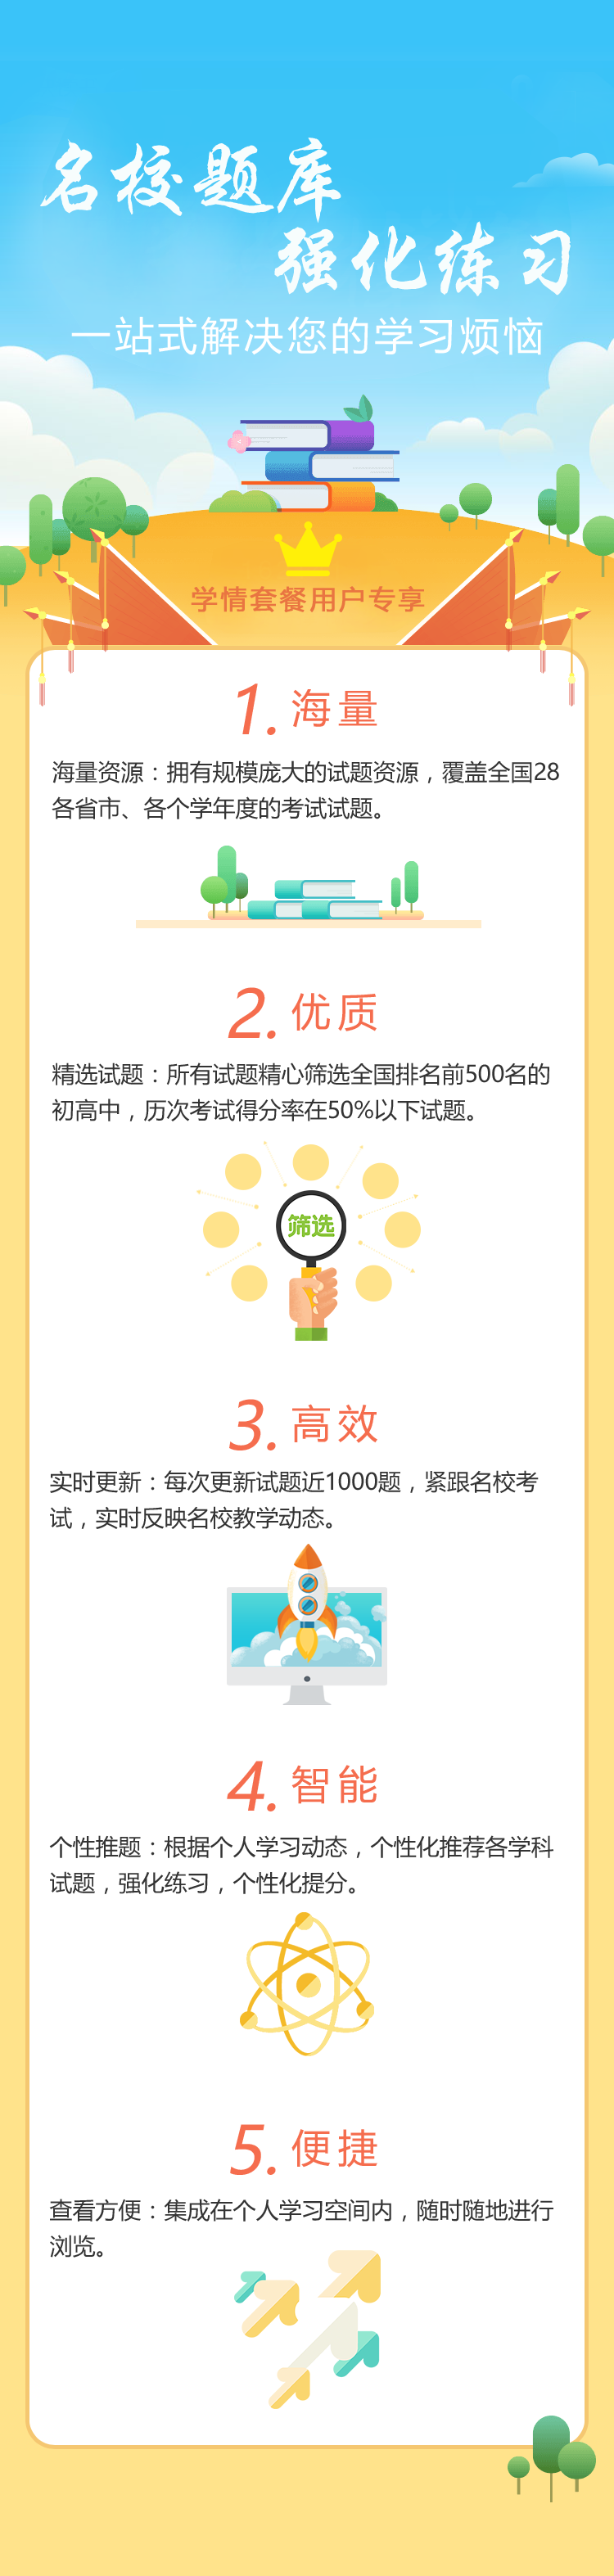 名校题库
强化练习
一站式解决您的学习烦恼
学情套餐用户专享
1. 海量
海量资源：拥有规模庞大的试题资源，覆盖全国28
各省市、各个学年度的考试试题。
2. 优质
精选试题：所有试题精心筛选全国排名前500名的
初高中，历次考试得分率在50%以下试题。
筛选
3. 高效
实时更新：每次更新试题近1000题，紧跟名校考
试，实时反映名校教学动态。
4. 智能
个性推题：根据个人学习动态，个性化推荐各学科
试题，强化练习，个性化提分。
5. 便捷
查看方便：集成在个人学习空间内，随时随地进行
浏览。